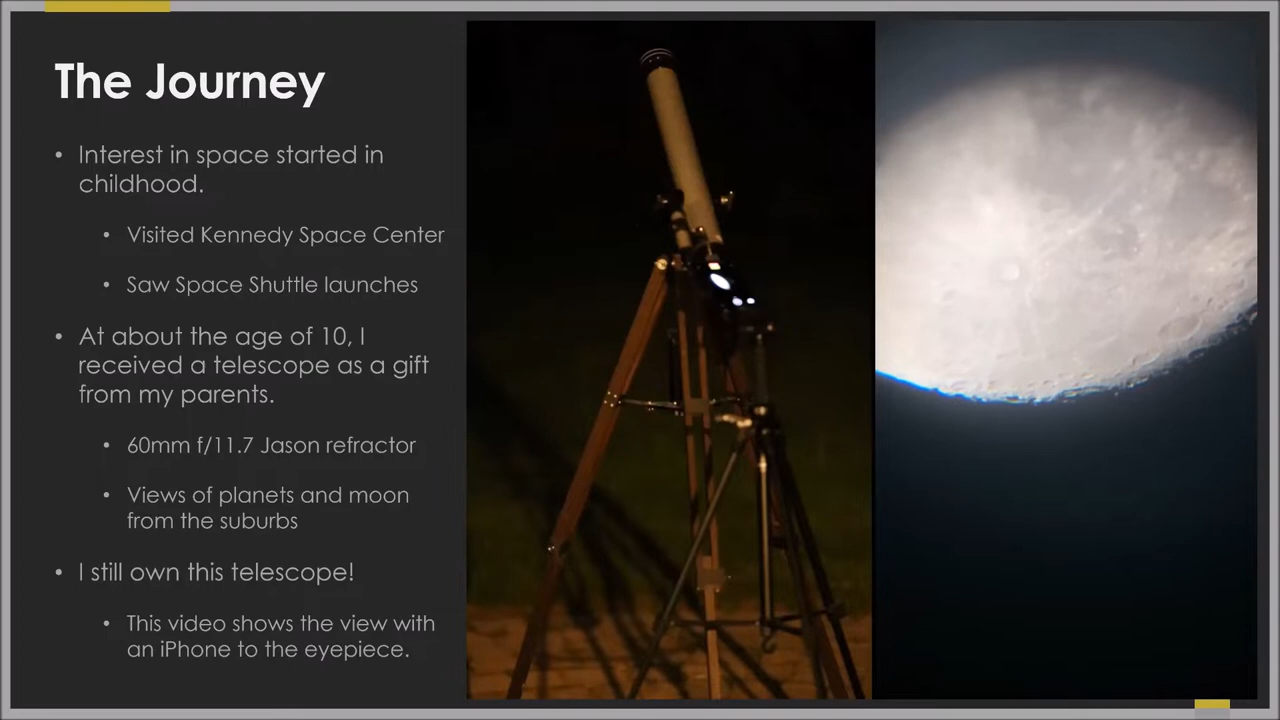 The Journey
• Interest in space started in
childhood.
• Visited Kennedy Space Center
• Saw Space Shuttle launches
• At about the age of 10, I
received a telescope as a gift
from my parents.
• 60mm f/11.7 Jason refractor
• Views of planets and moon
from the suburbs
• I still own this telescope!
• This video shows the view with
an iPhone to the eyepiece.